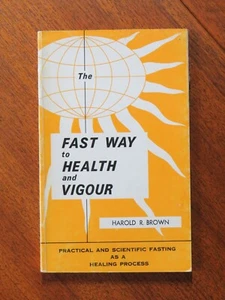 The
FAST WAY
to
HEALTH
and
VIGOUR
HAROLD R. BROWN
PRACTICAL AND SCIENTIFIC FASTING
AS A
HEALING PROCESS